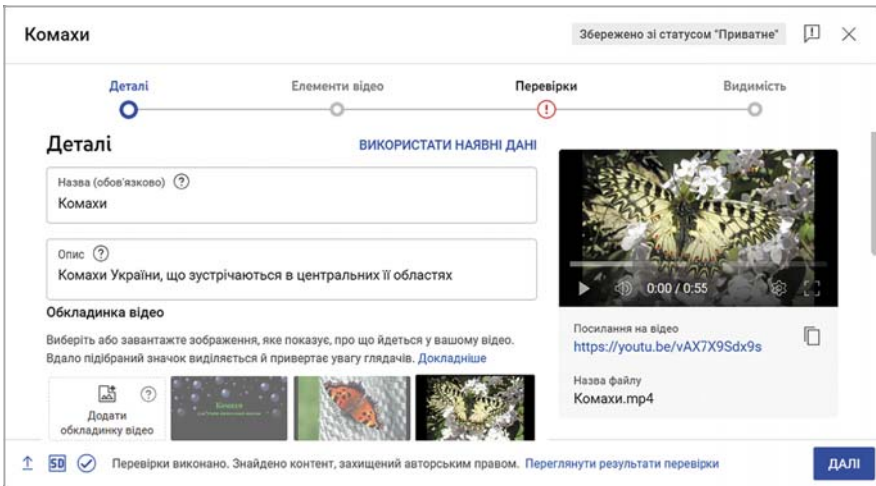 Комахи
Збережено зі статусом "Приватне"
Деталі
Елементи відео
Перевірки
Видимість
Деталі
ВИКОРИСТАТИ НАЯВНІ ДАНІ
Назва (обов'язково) ?
Комахи
Опис ?
Комахи України, що зустрічаються в центральних її областях
Обкладинка відео
Виберіть або завантажте зображення, яке показує, про що йдеться у вашому відео.
Вдало підібраний значок виділяється й привертає увагу глядачів. Докладніше
Додати
обкладинку відео
Комахи
0:00 / 0:55
Посилання на відео
https://youtu.be/vAX7X9Sdx9s
Назва файлу
Комахи.mp4
SD
Перевірки виконано. Знайдено контент, захищений авторським правом. Переглянути результати перевірки
ДАЛІ